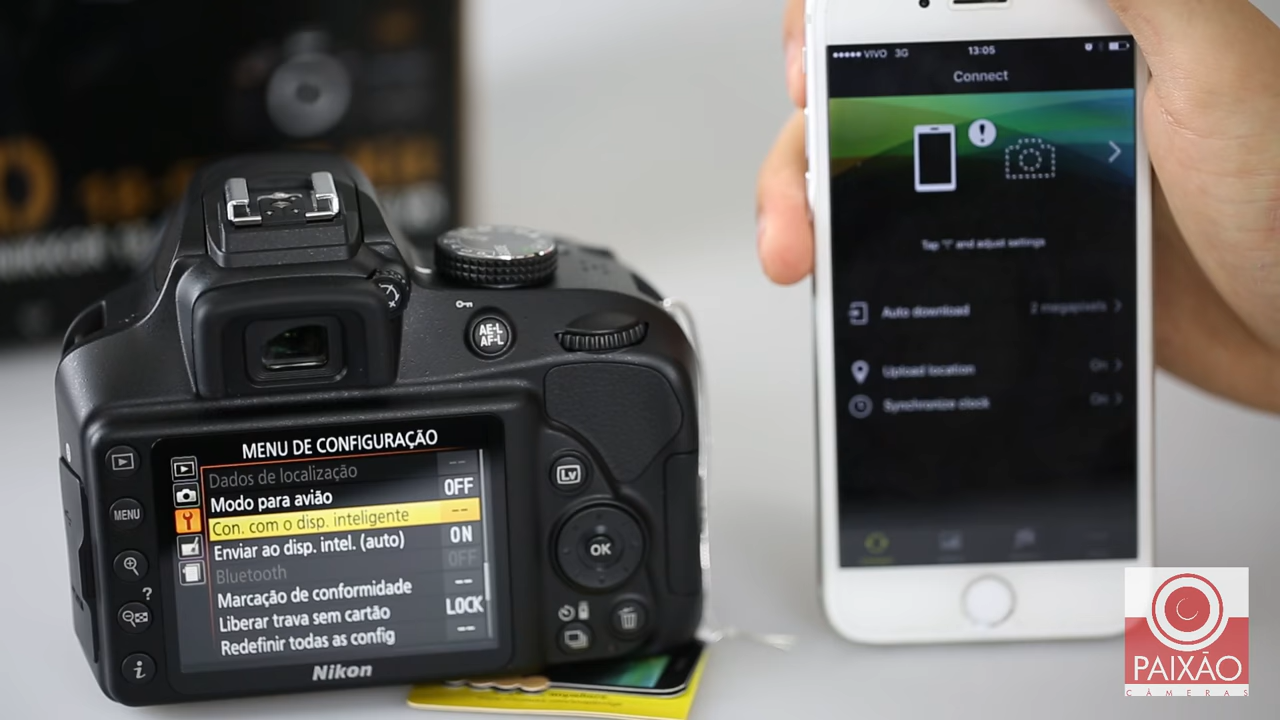 VIVO 3G 13:05
Connect
Tap "!" and adjust settings
Auto download 2 megapixels
Upload location On
Synchronize clock On
AE-L
AF-L
MENU DE CONFIGURAÇÃO
Dados de localização --
Modo para avião OFF
Con. com o disp. inteligente --
Enviar ao disp. intel. (auto) ON
Bluetooth OFF
Marcação de conformidade --
Liberar trava sem cartão LOCK
Redefinir todas as config --
MENU
?
i
Lv
OK
Nikon
PAIXÃO
CÂMERAS